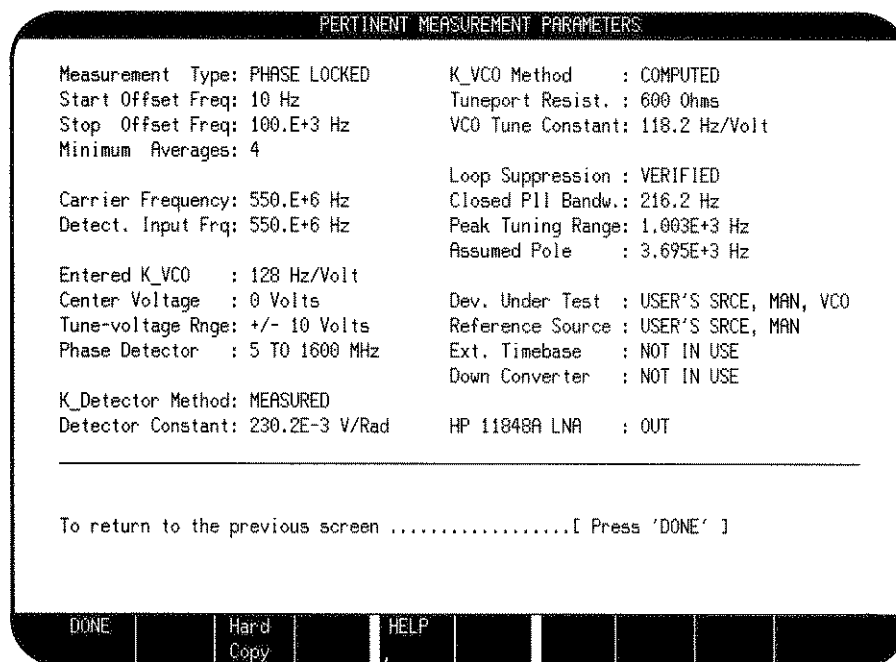 PERTINENT MEASUREMENT PARAMETERS
Measurement Type: PHASE LOCKED
Start Offset Freq: 10 Hz
Stop Offset Freq: 100.E+3 Hz
Minimum Averages: 4
Carrier Frequency: 550.E+6 Hz
Detect. Input Frq: 550.E+6 Hz
Entered K_VCO : 128 Hz/Volt
Center Voltage : 0 Volts
Tune-voltage Rnge: +/- 10 Volts
Phase Detector : 5 TO 1600 MHz
K_Detector Method: MEASURED
Detector Constant: 230.2E-3 V/Rad
K_VCO Method : COMPUTED
Tuneport Resist. : 600 Ohms
VCO Tune Constant: 118.2 Hz/Volt
Loop Suppression : VERIFIED
Closed Pll Bandw.: 216.2 Hz
Peak Tuning Range: 1.003E+3 Hz
Assumed Pole : 3.695E+3 Hz
Dev. Under Test : USER'S SRCE, MAN, VCO
Reference Source : USER'S SRCE, MAN
Ext. Timebase : NOT IN USE
Down Converter : NOT IN USE
HP 11848A LNA : OUT
To return to the previous screen ..................[ Press 'DONE' ]
DONE
Hard
Copy
HELP